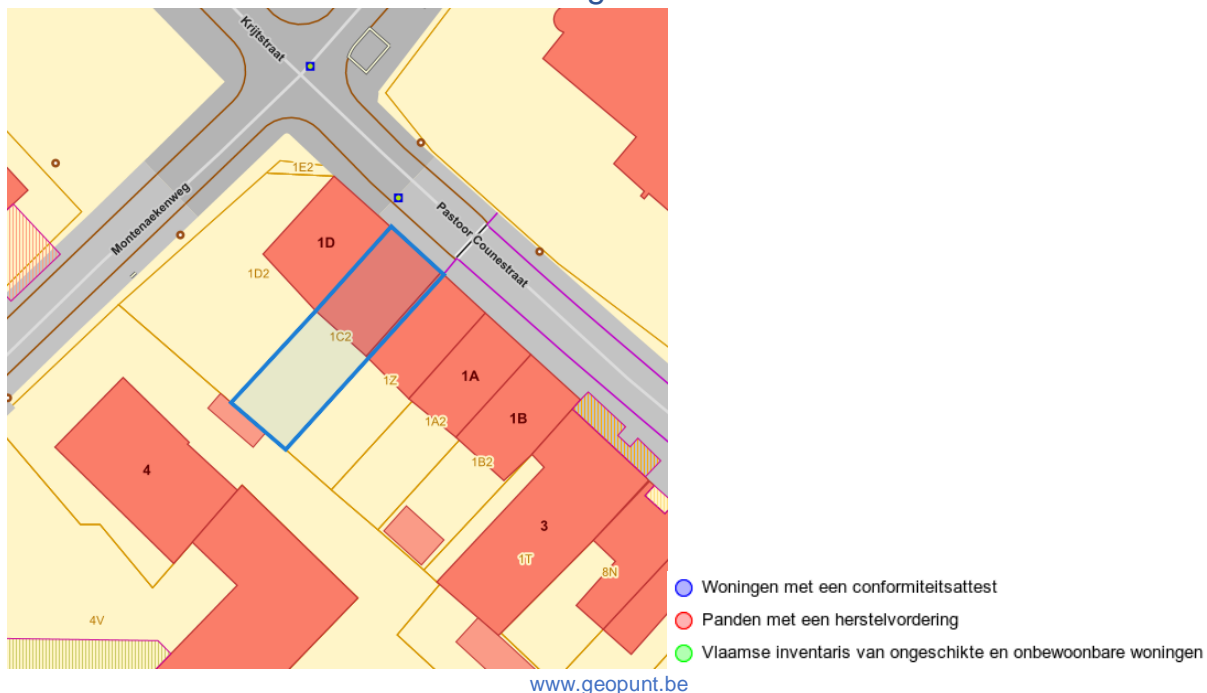 Krijtstraat
1E2
Montenaekenweg
Pastoor Counestraat
1D
1D2
1C2
1Z
1A
1A2
1B
1B2
4
3
1T
8N
4V
Woningen met een conformiteitsattest
Panden met een herstelvordering
Vlaamse inventaris van ongeschikte en onbewoonbare woningen
www.geopunt.be